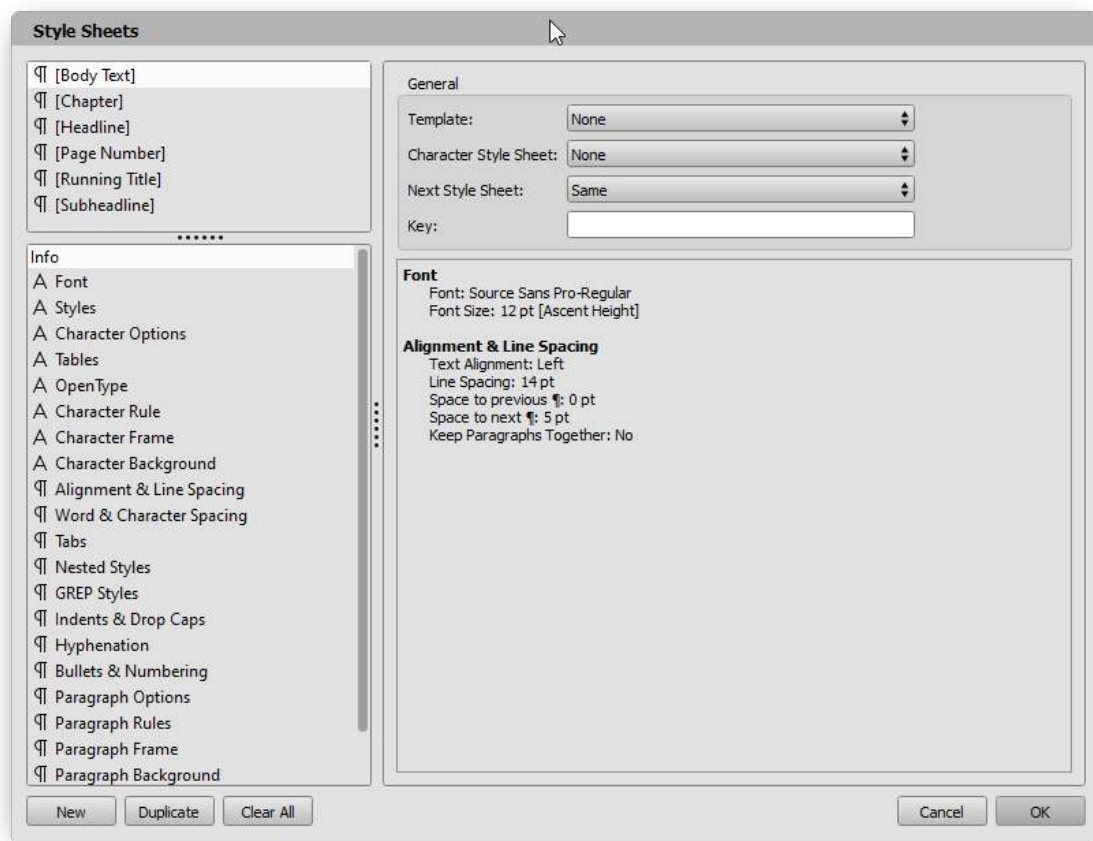 Style Sheets
¶ [Body Text]
¶ [Chapter]
¶ [Headline]
¶ [Page Number]
¶ [Running Title]
¶ [Subheadline]
Info
A Font
A Styles
A Character Options
A Tables
A OpenType
A Character Rule
A Character Frame
A Character Background
¶ Alignment & Line Spacing
¶ Word & Character Spacing
¶ Tabs
¶ Nested Styles
¶ GREP Styles
¶ Indents & Drop Caps
¶ Hyphenation
¶ Bullets & Numbering
¶ Paragraph Options
¶ Paragraph Rules
¶ Paragraph Frame
¶ Paragraph Background
General
Template: None
Character Style Sheet: None
Next Style Sheet: Same
Key:
Font
Font: Source Sans Pro-Regular
Font Size: 12 pt [Ascent Height]
Alignment & Line Spacing
Text Alignment: Left
Line Spacing: 14 pt
Space to previous ¶: 0 pt
Space to next ¶: 5 pt
Keep Paragraphs Together: No
New Duplicate Clear All Cancel OK